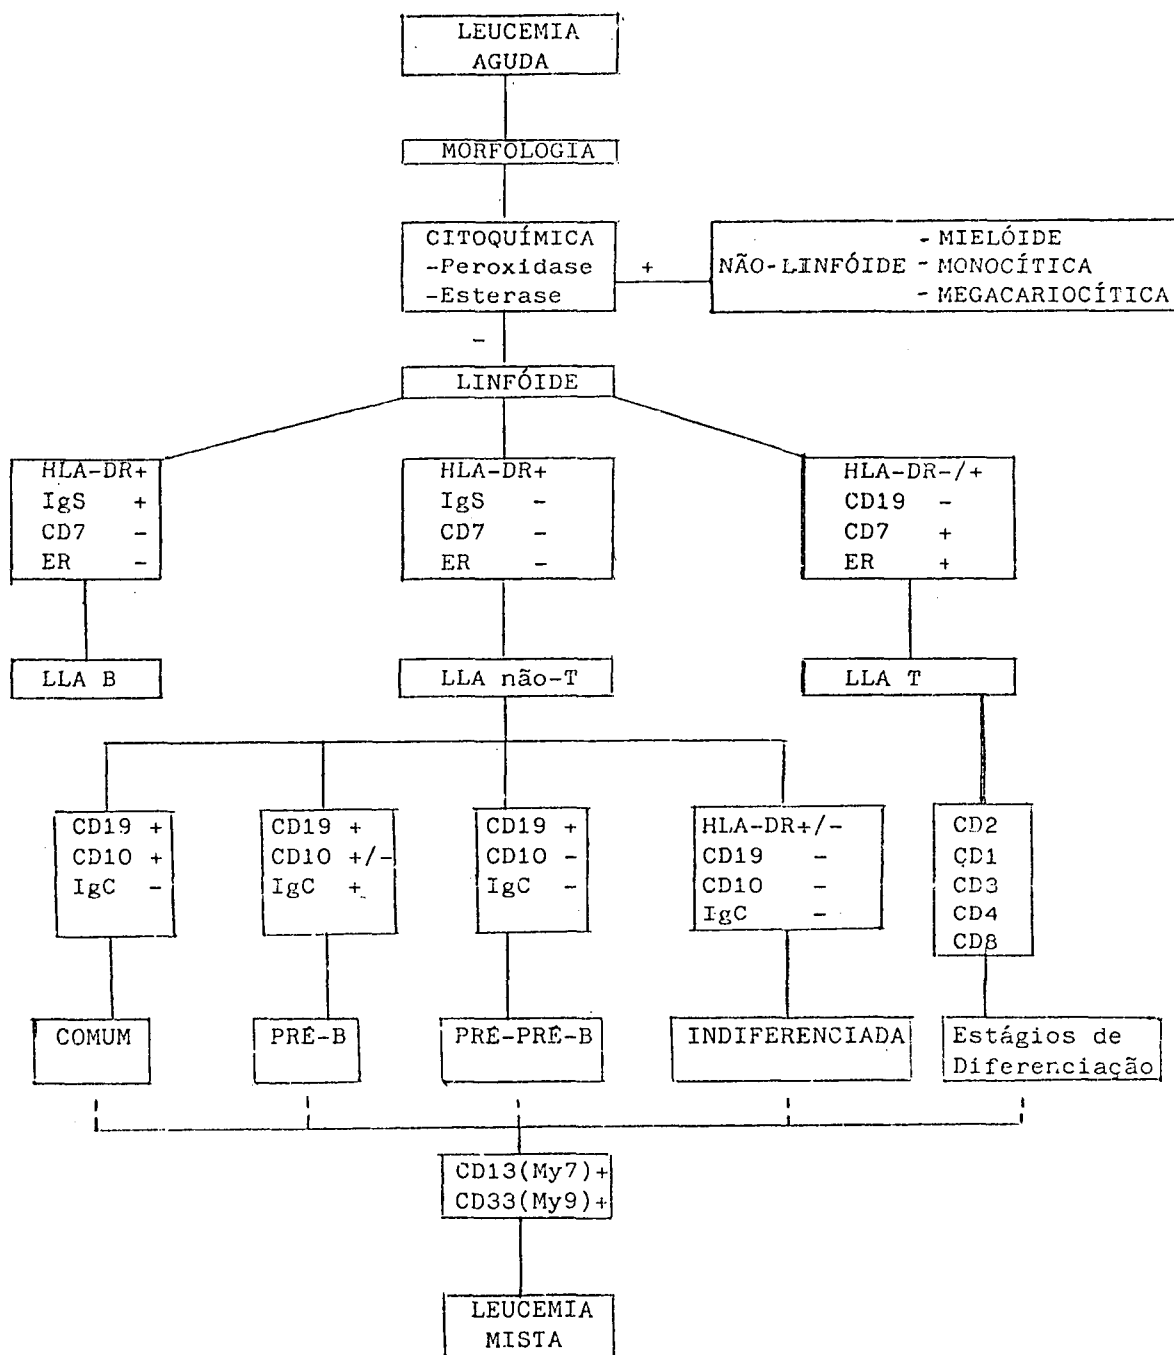 LEUCEMIA
AGUDA
MORFOLOGIA
CITOQUÍMICA
-Peroxidase
-Esterase
+
NÃO-LINFÓIDE
- MIELÓIDE
- MONOCÍTICA
- MEGACARIOCÍTICA
-
LINFÓIDE
HLA-DR+
IgS +
CD7 -
ER -
HLA-DR+
IgS -
CD7 -
ER -
HLA-DR-/+
CD19 -
CD7 +
ER +
LLA B
LLA não-T
LLA T
CD19 +
CD10 +
IgC -
CD19 +
CD10 +/-
IgC +
CD19 +
CD10 -
IgC -
HLA-DR+/-
CD19 -
CD10 -
IgC -
CD2
CD1
CD3
CD4
CD8
COMUM
PRÉ-B
PRÉ-PRÉ-B
INDIFERENCIADA
Estágios de
Diferenciação
CD13(My7)+
CD33(My9)+
LEUCEMIA
MISTA